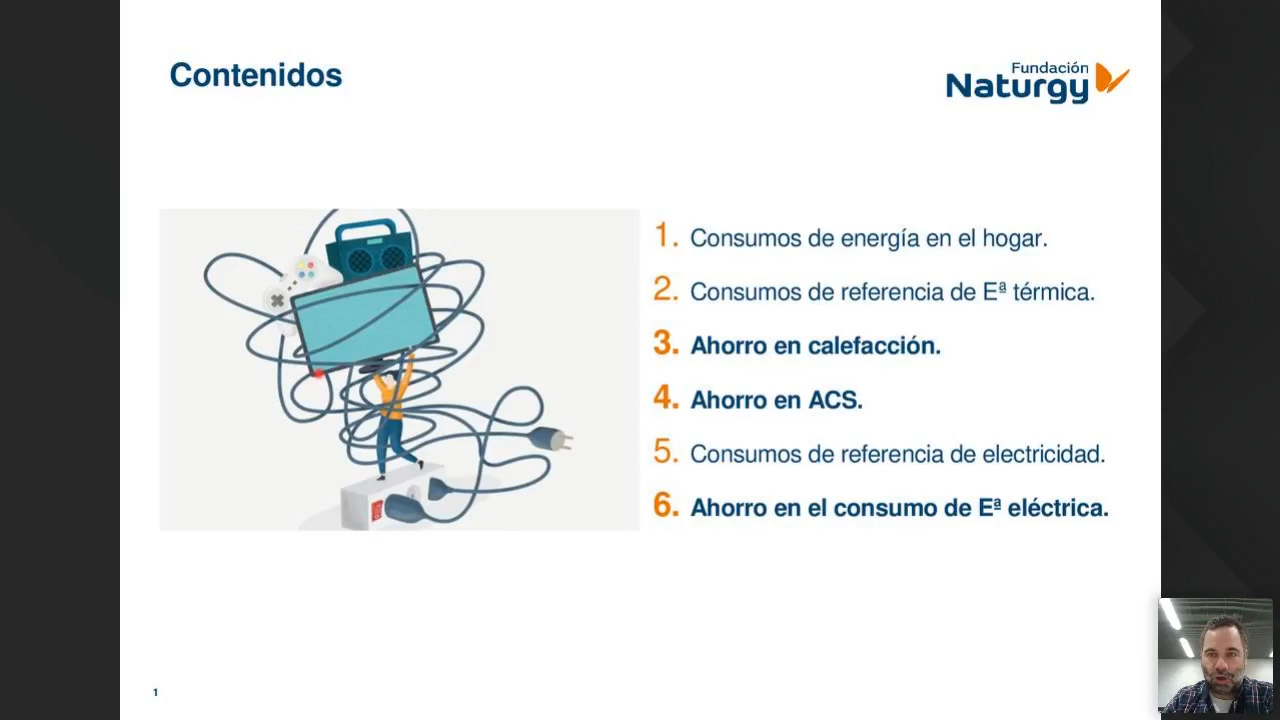 Contenidos
Fundación
Naturgy
1. Consumos de energía en el hogar.
2. Consumos de referencia de Eª térmica.
3. Ahorro en calefacción.
4. Ahorro en ACS.
5. Consumos de referencia de electricidad.
6. Ahorro en el consumo de Eª eléctrica.
1